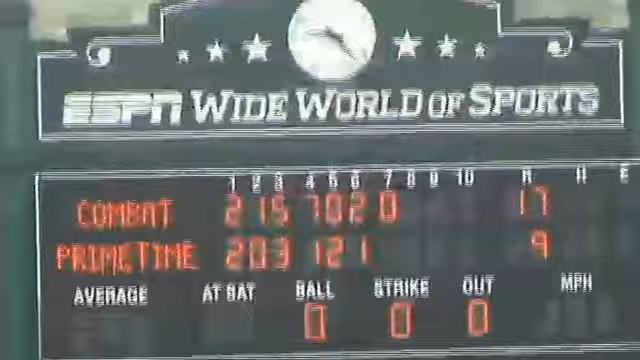 ESPN WIDE WORLD OF SPORTS
1 2 3 4 5 6 7 8 9 10 R H E
COMBAT 2 1 5 7 0 2 0 17
PRIMETIME 2 0 3 1 2 1 9
AVERAGE AT BAT BALL STRIKE OUT MPH
0 0 0